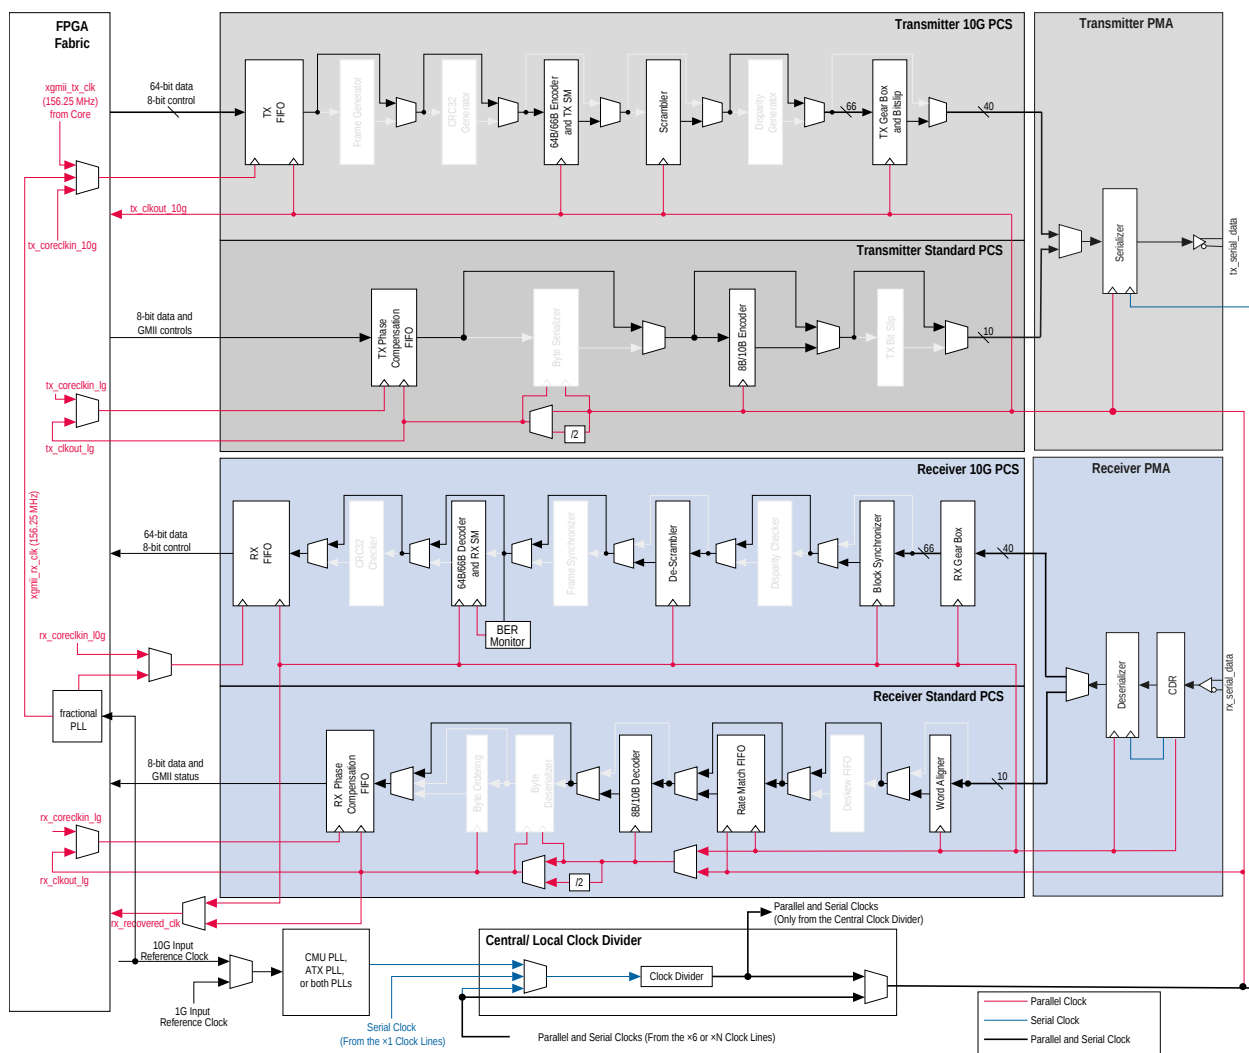 FPGA
Fabric
Transmitter 10G PCS
Transmitter PMA
xgmii_tx_clk
(156.25 MHz)
from Core
64-bit data
8-bit control
TX
FIFO
Frame Generator
CRC32
Generator
64B/66B Encoder
and TX SM
Scrambler
Disparity
Generator
66
TX Gear Box
and Bitslip
40
tx_clkout_10g
tx_coreclkin_10g
Serializer
tx_serial_data
Transmitter Standard PCS
8-bit data and
GMII controls
TX Phase
Compensation
FIFO
Byte Serializer
8B/10B Encoder
TX Bit Slip
10
tx_coreclkin_lg
/2
tx_clkout_lg
Receiver 10G PCS
Receiver PMA
xgmii_rx_clk (156.25 MHz)
64-bit data
8-bit control
RX
FIFO
CRC32
Checker
64B/66B Decoder
and RX SM
Frame Synchronizer
De-Scrambler
Disparity Checker
Block Synchronizer
66
RX Gear Box
40
BER
Monitor
rx_coreclkin_l0g
Deserializer
CDR
rx_serial_data
fractional
PLL
Receiver Standard PCS
8-bit data and
GMII status
RX Phase
Compensation
FIFO
Byte Ordering
Byte
Deserializer
8B/10B Decoder
Rate Match FIFO
Deskew FIFO
Word Aligner
10
rx_coreclkin_lg
/2
rx_clkout_lg
rx_recovered_clk
Parallel and Serial Clocks
(Only from the Central Clock Divider)
10G Input
Reference Clock
CMU PLL,
ATX PLL,
or both PLLs
Central/ Local Clock Divider
Clock Divider
1G Input
Reference Clock
Serial Clock
(From the ×1 Clock Lines)
Parallel and Serial Clocks (From the ×6 or ×N Clock Lines)
Parallel Clock
Serial Clock
Parallel and Serial Clock